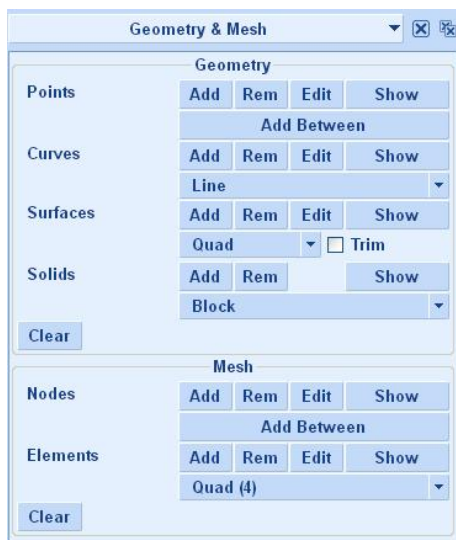 Geometry & Mesh
Geometry
Points Add Rem Edit Show
Add Between
Curves Add Rem Edit Show
Line
Surfaces Add Rem Edit Show
Quad Trim
Solids Add Rem Show
Block
Clear
Mesh
Nodes Add Rem Edit Show
Add Between
Elements Add Rem Edit Show
Quad (4)
Clear